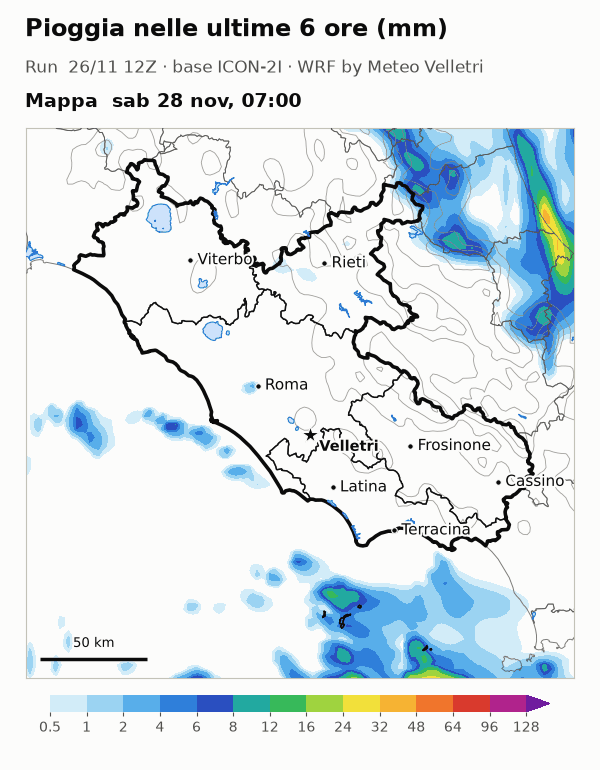 Pioggia nelle ultime 6 ore (mm)
Run  26/11 12Z · base ICON-2I · WRF by Meteo Velletri
Mappa  sab 28 nov, 07:00
Viterbo
Rieti
Roma
Velletri
Frosinone
Cassino
Latina
Terracina
50 km
0.5 1 2 4 6 8 12 16 24 32 48 64 96 128